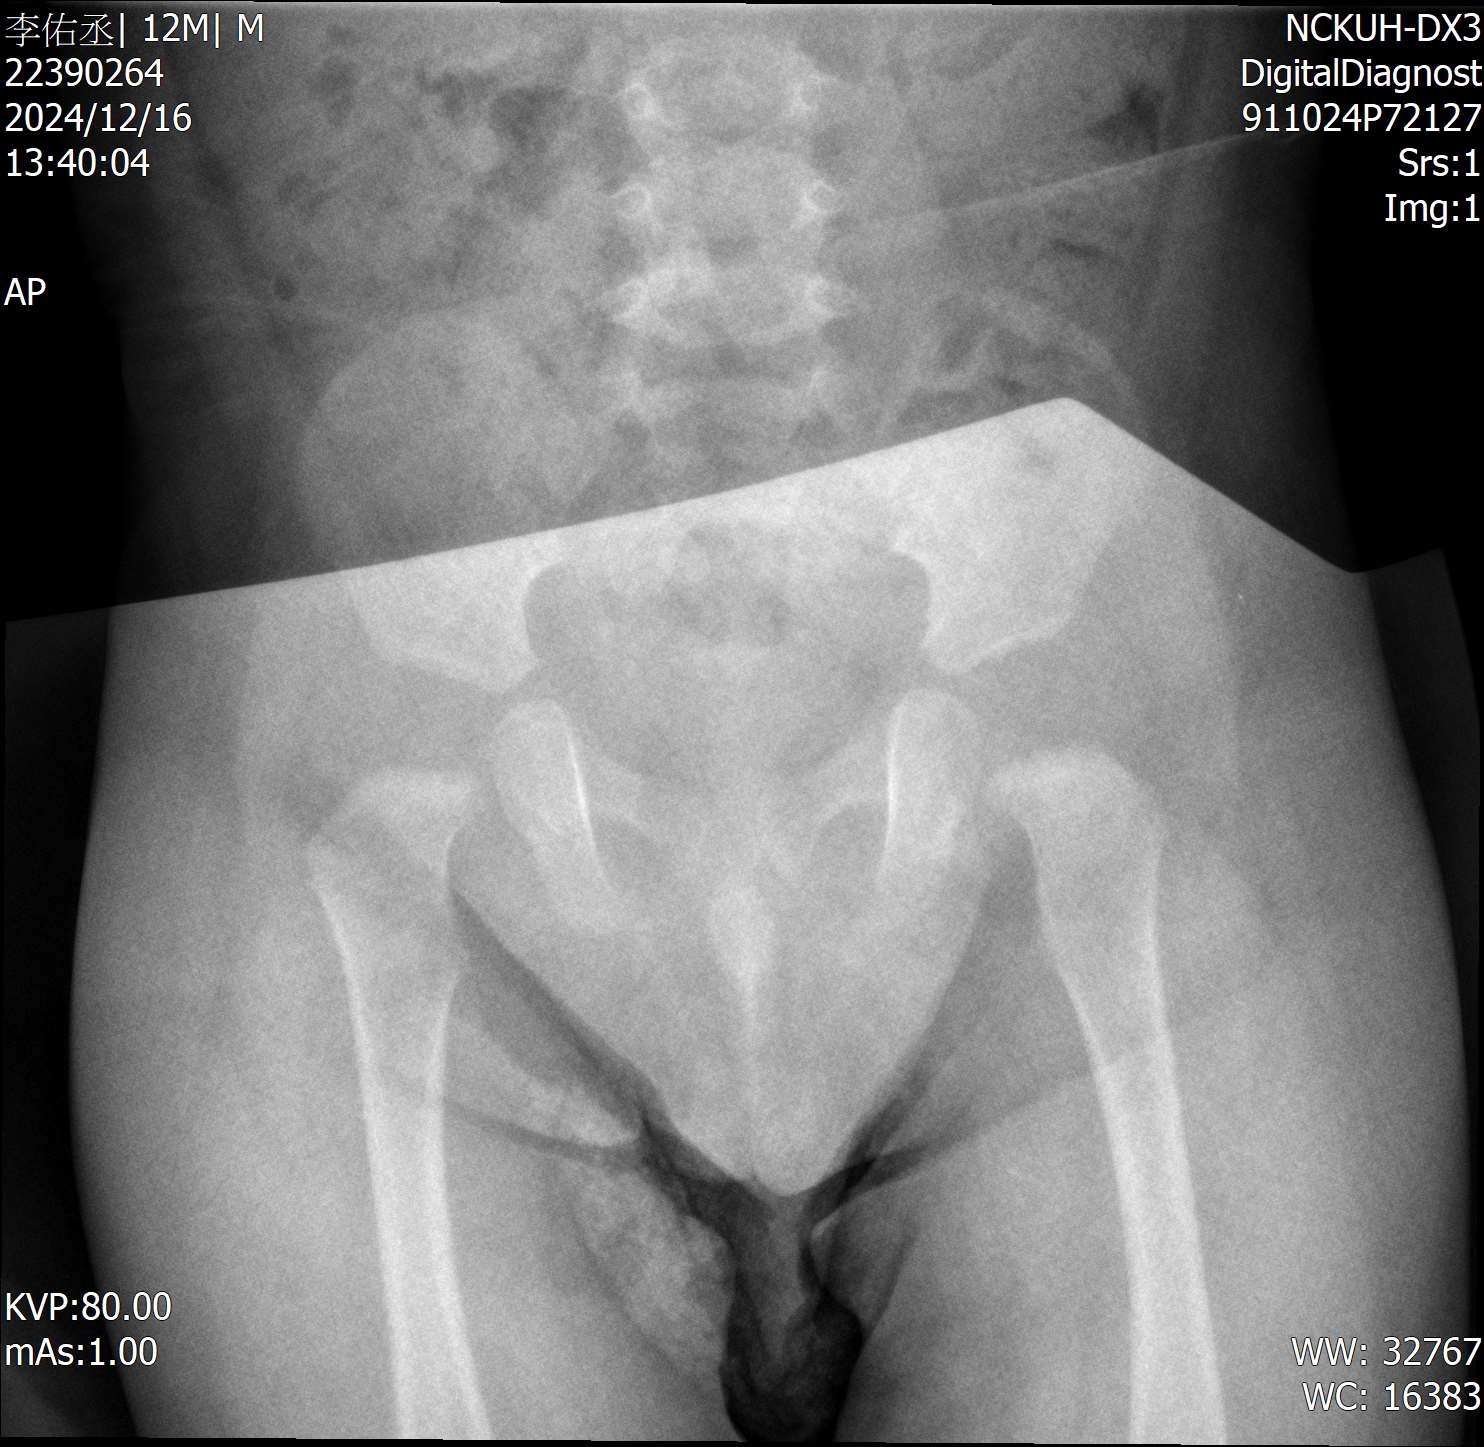 李佑丞| 12M| M
22390264
2024/12/16
13:40:04
AP
NCKUH-DX3
DigitalDiagnost
911024P72127
Srs:1
Img:1
KVP:80.00
mAs:1.00
WW: 32767
WC: 16383